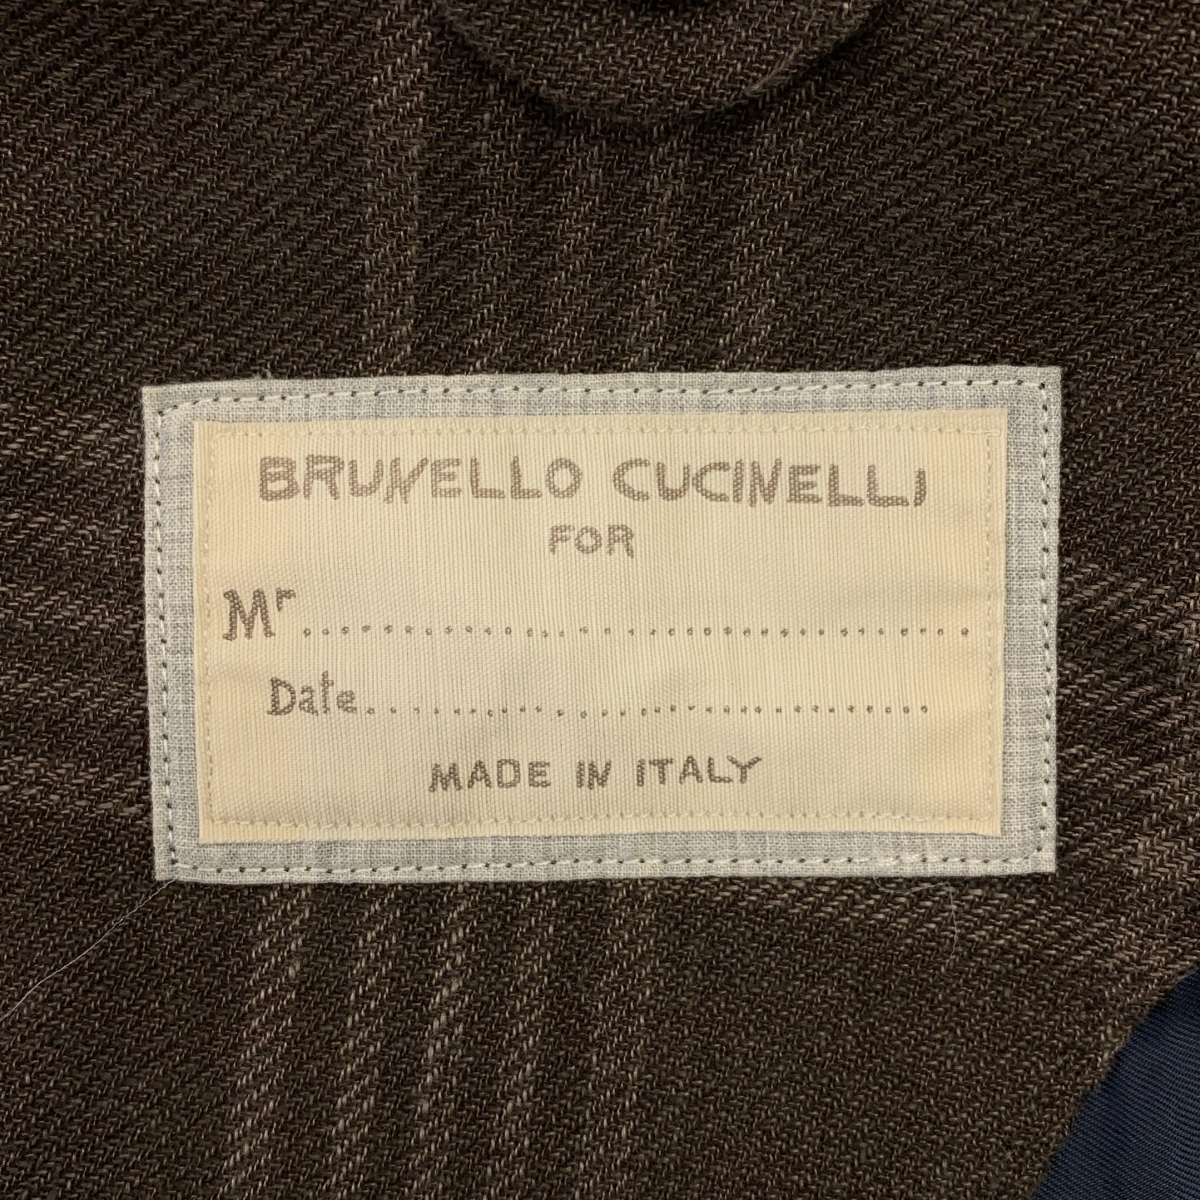 BRUNELLO CUCINELLI
FOR
Mr.....................................
Date................................
MADE IN ITALY